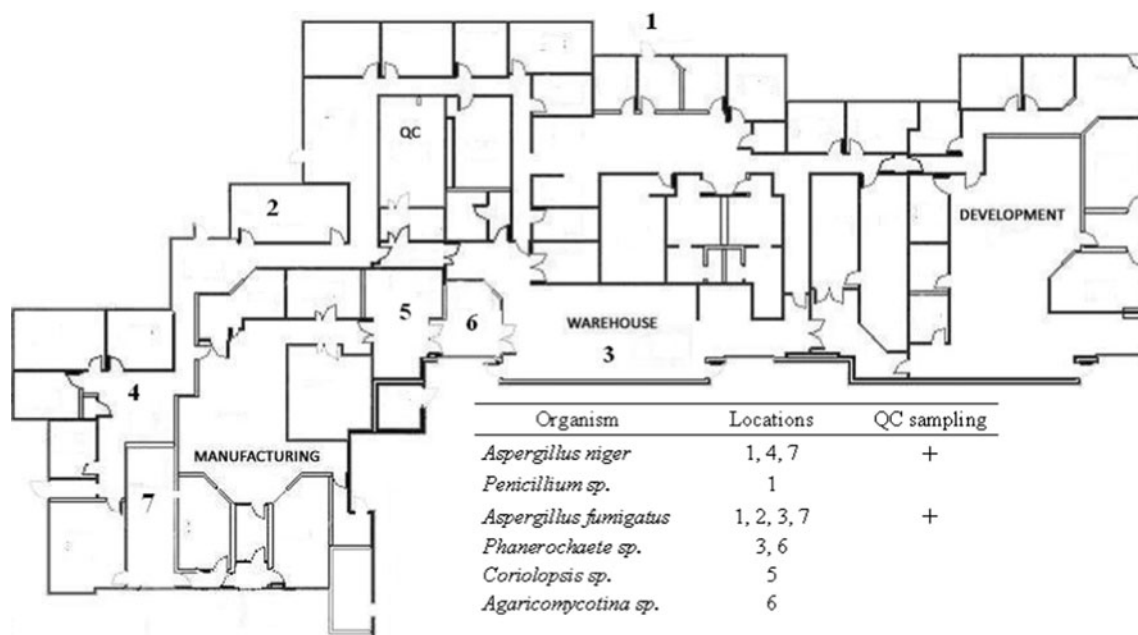 1
QC
2
DEVELOPMENT
5
6
WAREHOUSE
3
4
MANUFACTURING
7
Organism Locations QC sampling
Aspergillus niger 1, 4, 7 +
Penicillium sp. 1
Aspergillus fumigatus 1, 2, 3, 7 +
Phanerochaete sp. 3, 6
Coriolopsis sp. 5
Agaricomycotina sp. 6